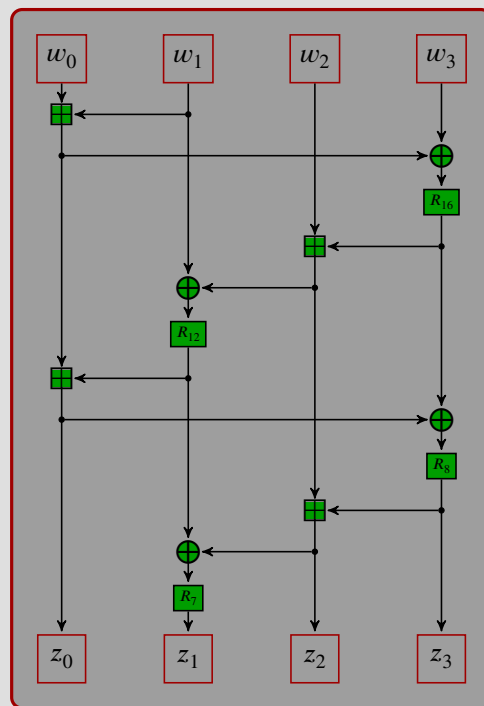 w₀ w₁ w₂ w₃
R₁₆
R₁₂
R₈
R₇
z₀ z₁ z₂ z₃